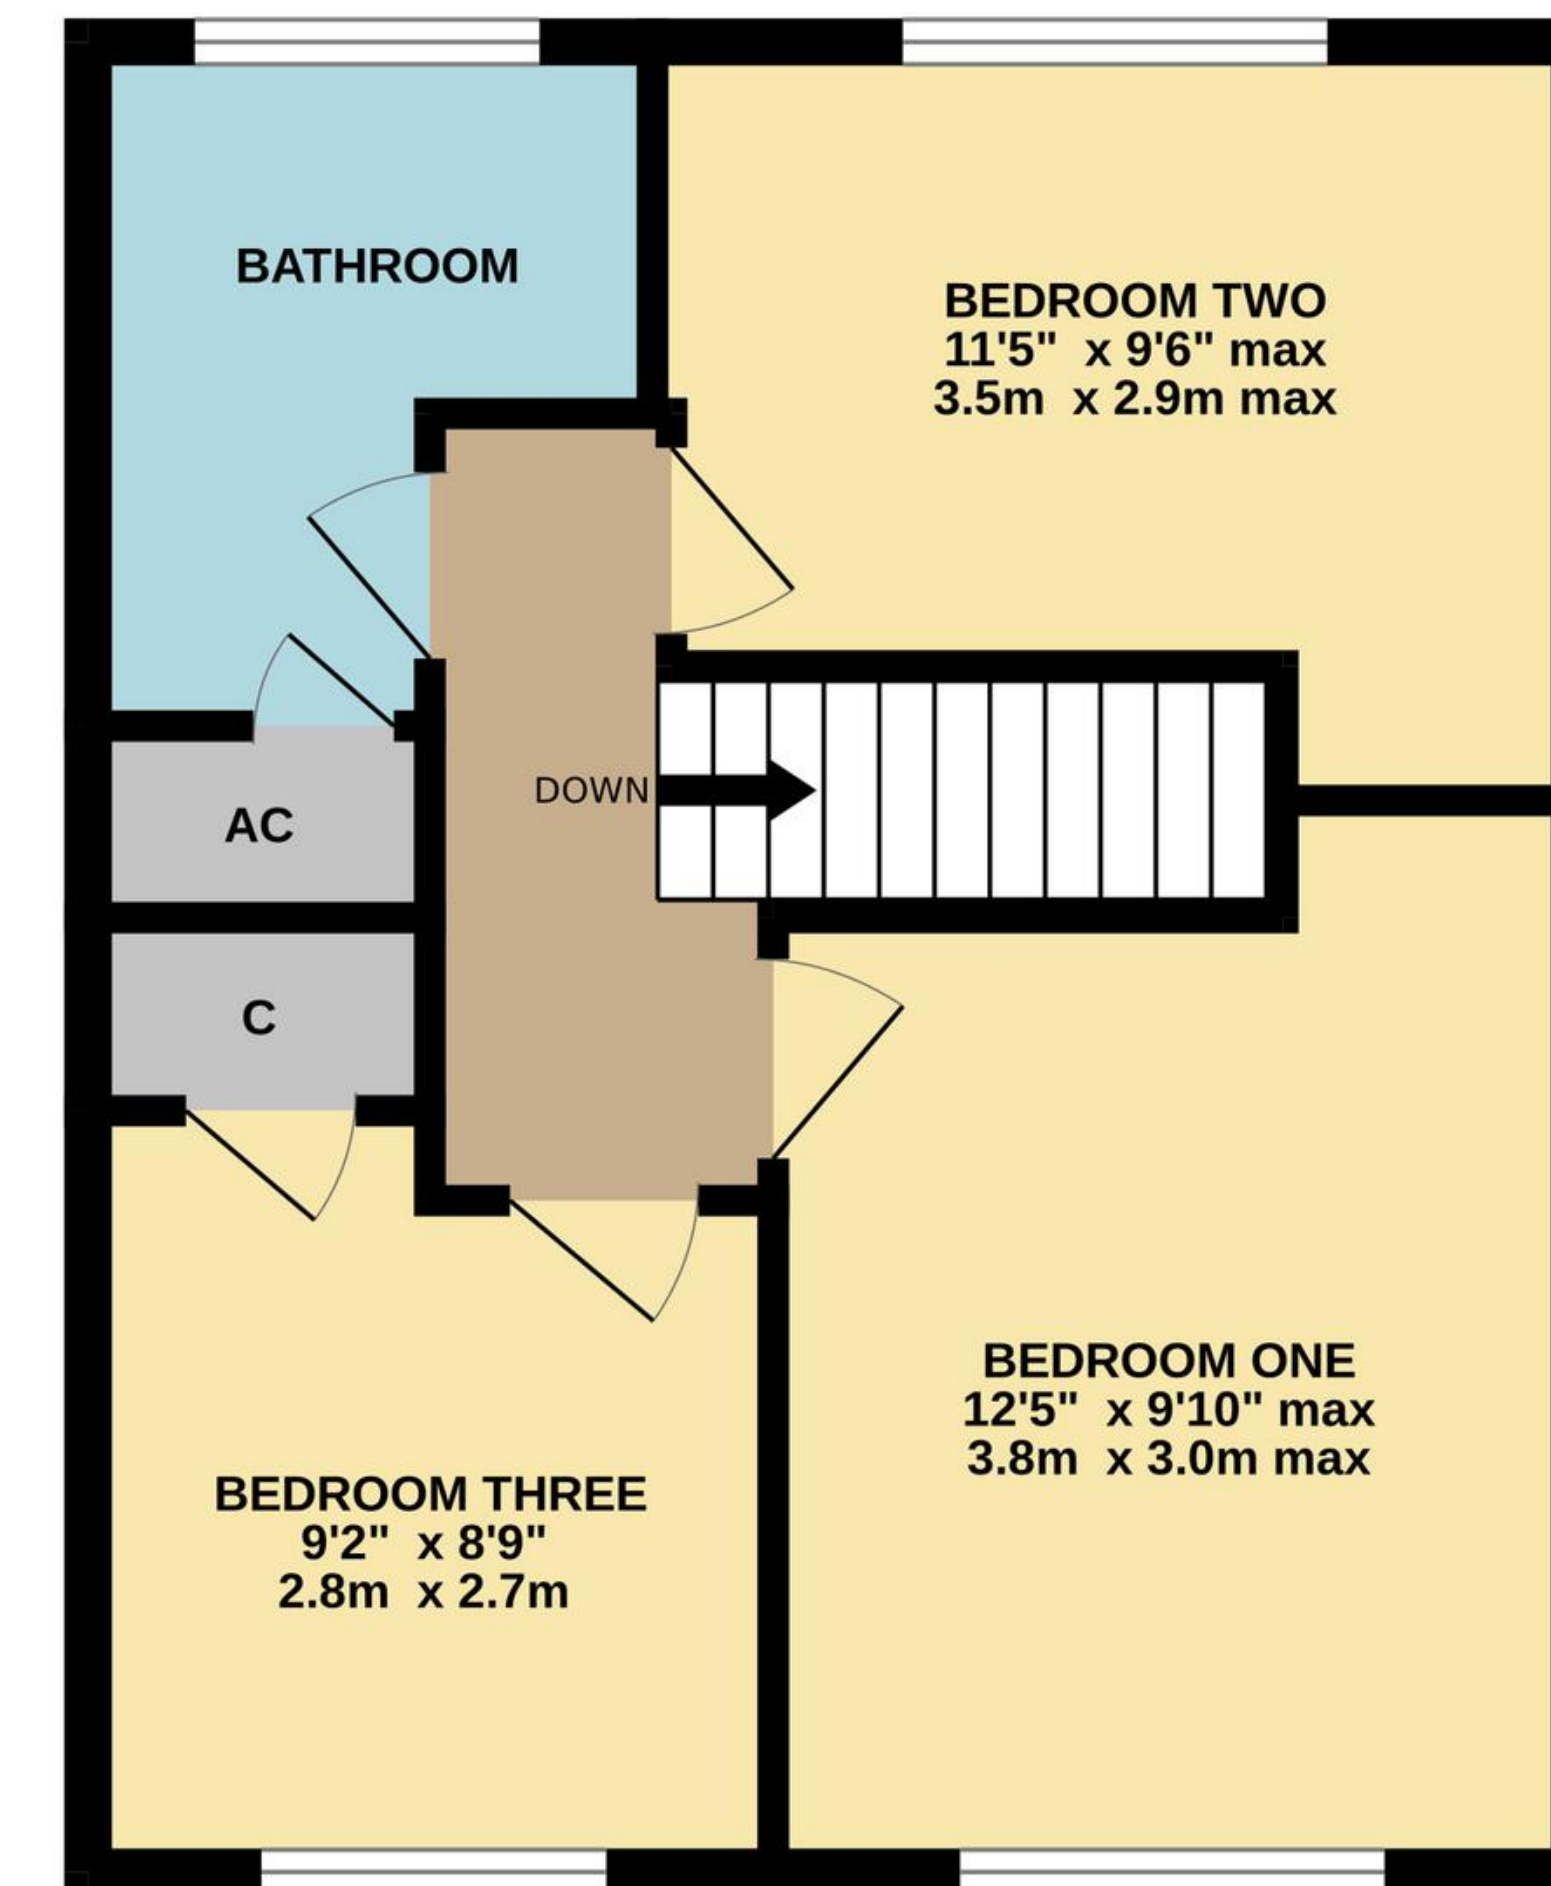 BATHROOM
BEDROOM TWO
11'5"  x 9'6" max
3.5m  x 2.9m max
DOWN
AC
C
BEDROOM ONE
12'5"  x 9'10" max
3.8m  x 3.0m max
BEDROOM THREE
9'2"  x 8'9"
2.8m  x 2.7m